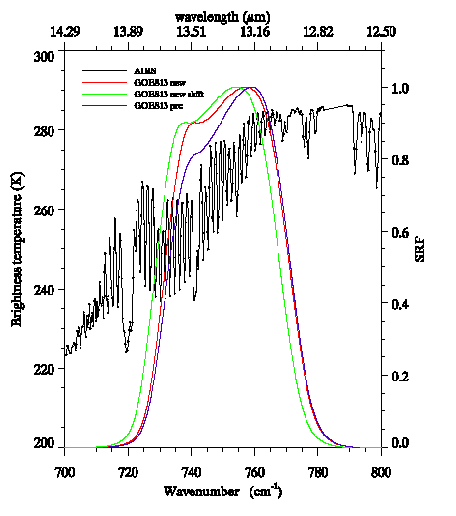 wavelength (μm)
14.29 13.89 13.51 13.16 12.82 12.50
300
280
260
240
220
200
Brightness temperature (K)
AIRS
GOES13 new
GOES13 new shift
GOES13 pre
1.0
0.8
0.6
0.4
0.2
0.0
SRF
700 720 740 760 780 800
Wavenumber (cm⁻¹)